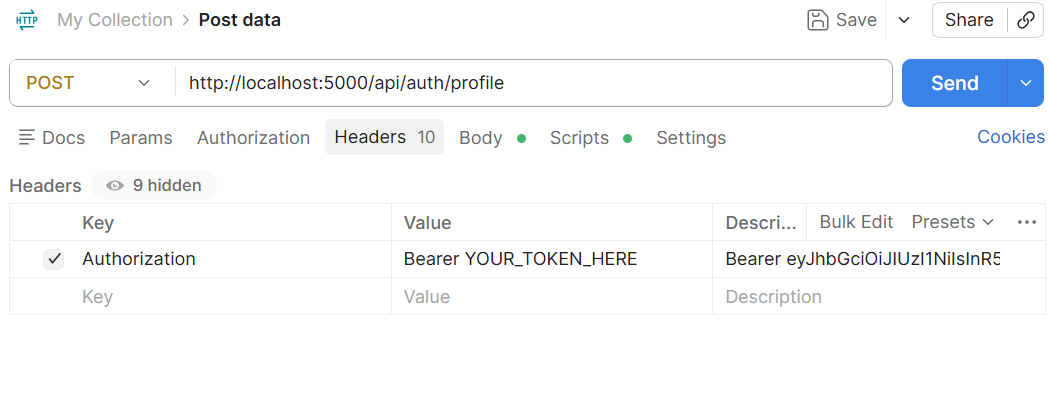 HTTP My Collection > Post data Save Share
POST http://localhost:5000/api/auth/profile Send
Docs Params Authorization Headers 10 Body Scripts Settings Cookies
Headers 9 hidden
Key Value Descri... Bulk Edit Presets
Authorization Bearer YOUR_TOKEN_HERE Bearer eyJhbGciOiJIUzI1NiIsInR5
Key Value Description